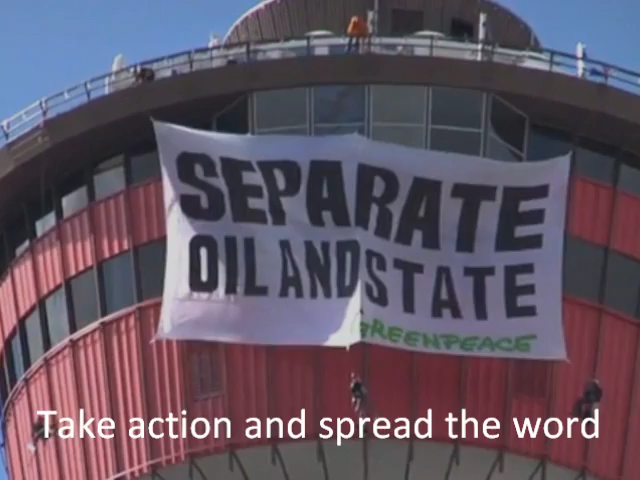 SEPARATE
OIL AND STATE
GREENPEACE
Take action and spread the word